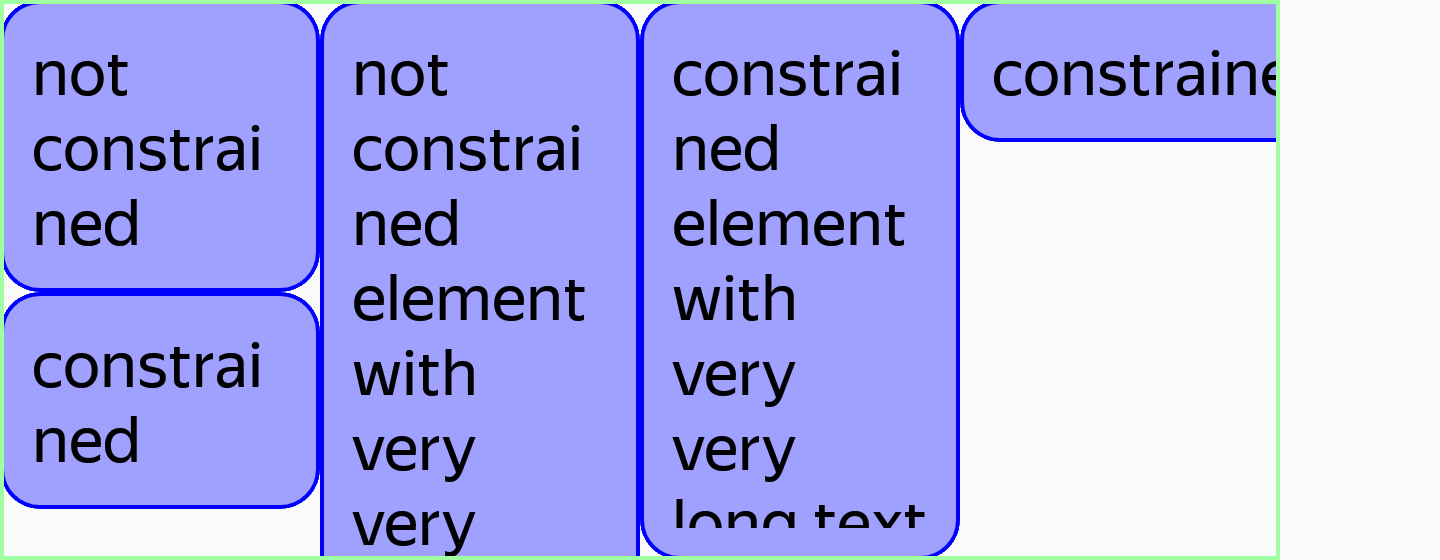 not
constrai
ned
constrai
ned
not
constrai
ned
element
with
very
very
constrai
ned
element
with
very
very
long text
constraine